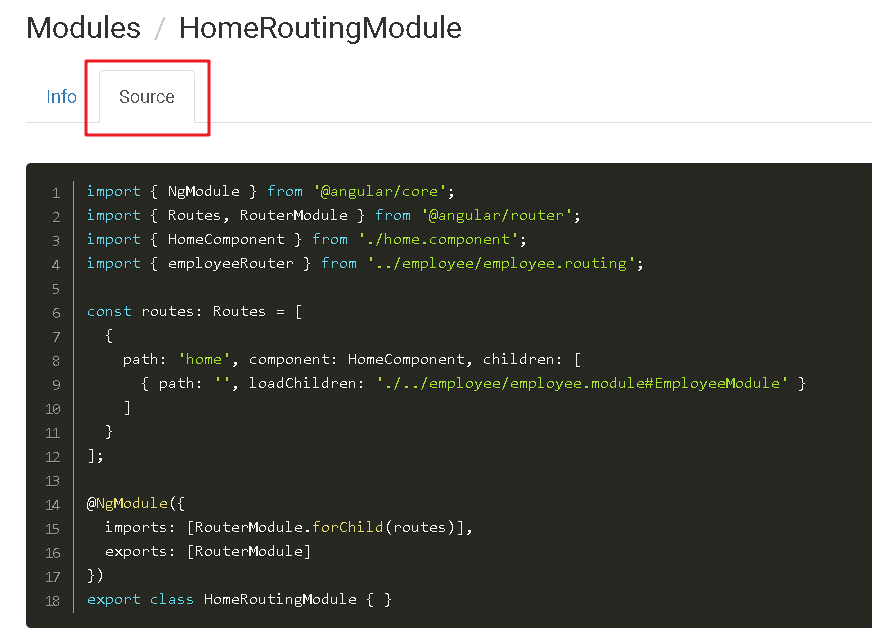 Modules / HomeRoutingModule
Info Source
1 import { NgModule } from '@angular/core';
2 import { Routes, RouterModule } from '@angular/router';
3 import { HomeComponent } from './home.component';
4 import { employeeRouter } from '../employee/employee.routing';
5
6 const routes: Routes = [
7   {
8     path: 'home', component: HomeComponent, children: [
9       { path: '', loadChildren: './../employee/employee.module#EmployeeModule' }
10     ]
11   }
12 ];
13
14 @NgModule({
15   imports: [RouterModule.forChild(routes)],
16   exports: [RouterModule]
17 })
18 export class HomeRoutingModule { }